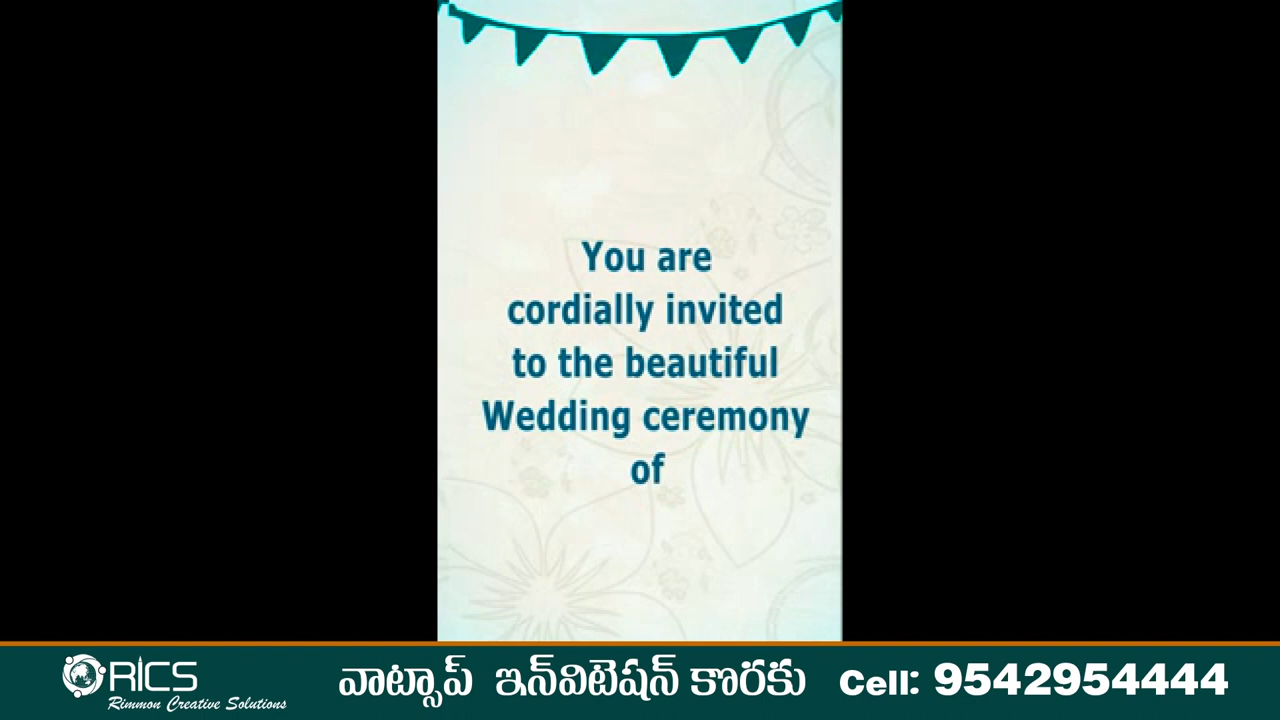 You are
cordially invited
to the beautiful
Wedding ceremony
of
RICS
Rimmon Creative Solutions
వాట్సాప్ ఇన్‌విటెషన్ కొరకు Cell: 9542954444